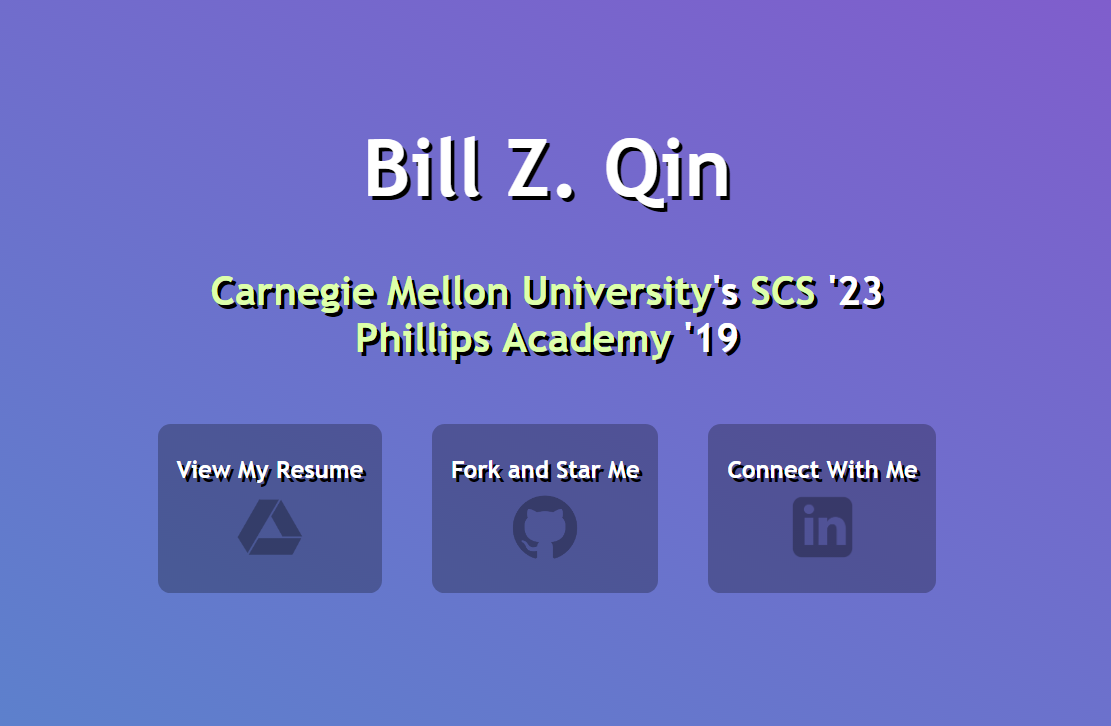 Bill Z. Qin
Carnegie Mellon University's SCS '23
Phillips Academy '19
View My Resume
Fork and Star Me
Connect With Me
in